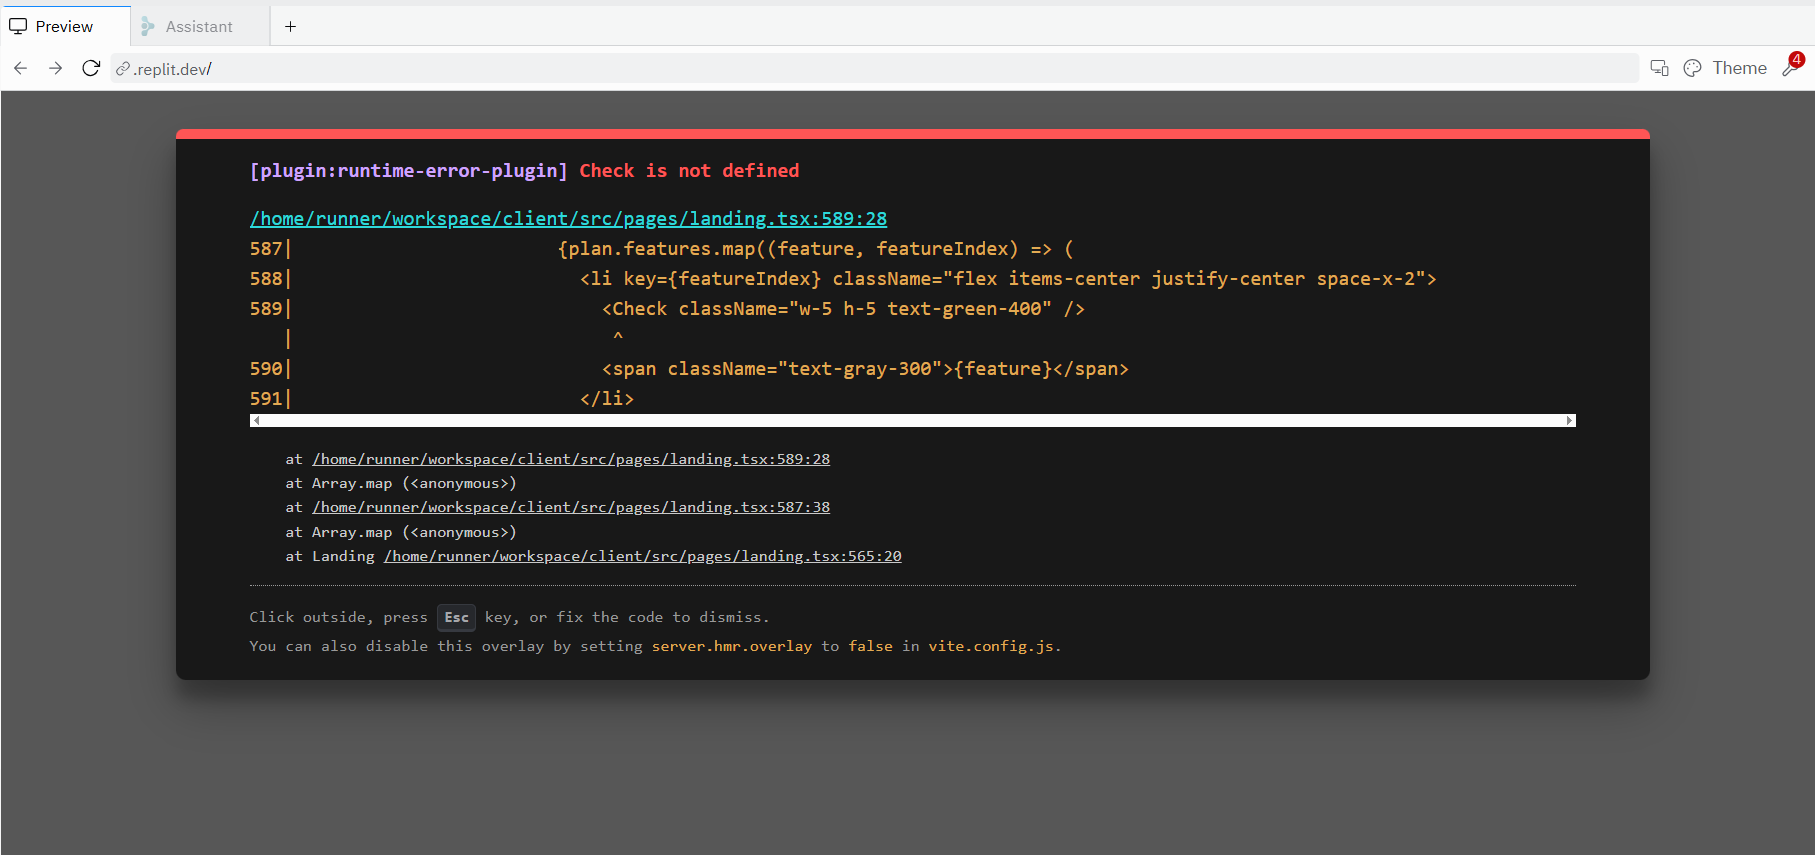 Preview
Assistant
+
.replit.dev/
Theme
4
[plugin:runtime-error-plugin] Check is not defined
/home/runner/workspace/client/src/pages/landing.tsx:589:28
587|                        {plan.features.map((feature, featureIndex) => (
588|                          <li key={featureIndex} className="flex items-center justify-center space-x-2">
589|                            <Check className="w-5 h-5 text-green-400" />
   |                             ^
590|                            <span className="text-gray-300">{feature}</span>
591|                          </li>
at /home/runner/workspace/client/src/pages/landing.tsx:589:28
at Array.map (<anonymous>)
at /home/runner/workspace/client/src/pages/landing.tsx:587:38
at Array.map (<anonymous>)
at Landing /home/runner/workspace/client/src/pages/landing.tsx:565:20
Click outside, press Esc key, or fix the code to dismiss.
You can also disable this overlay by setting server.hmr.overlay to false in vite.config.js.